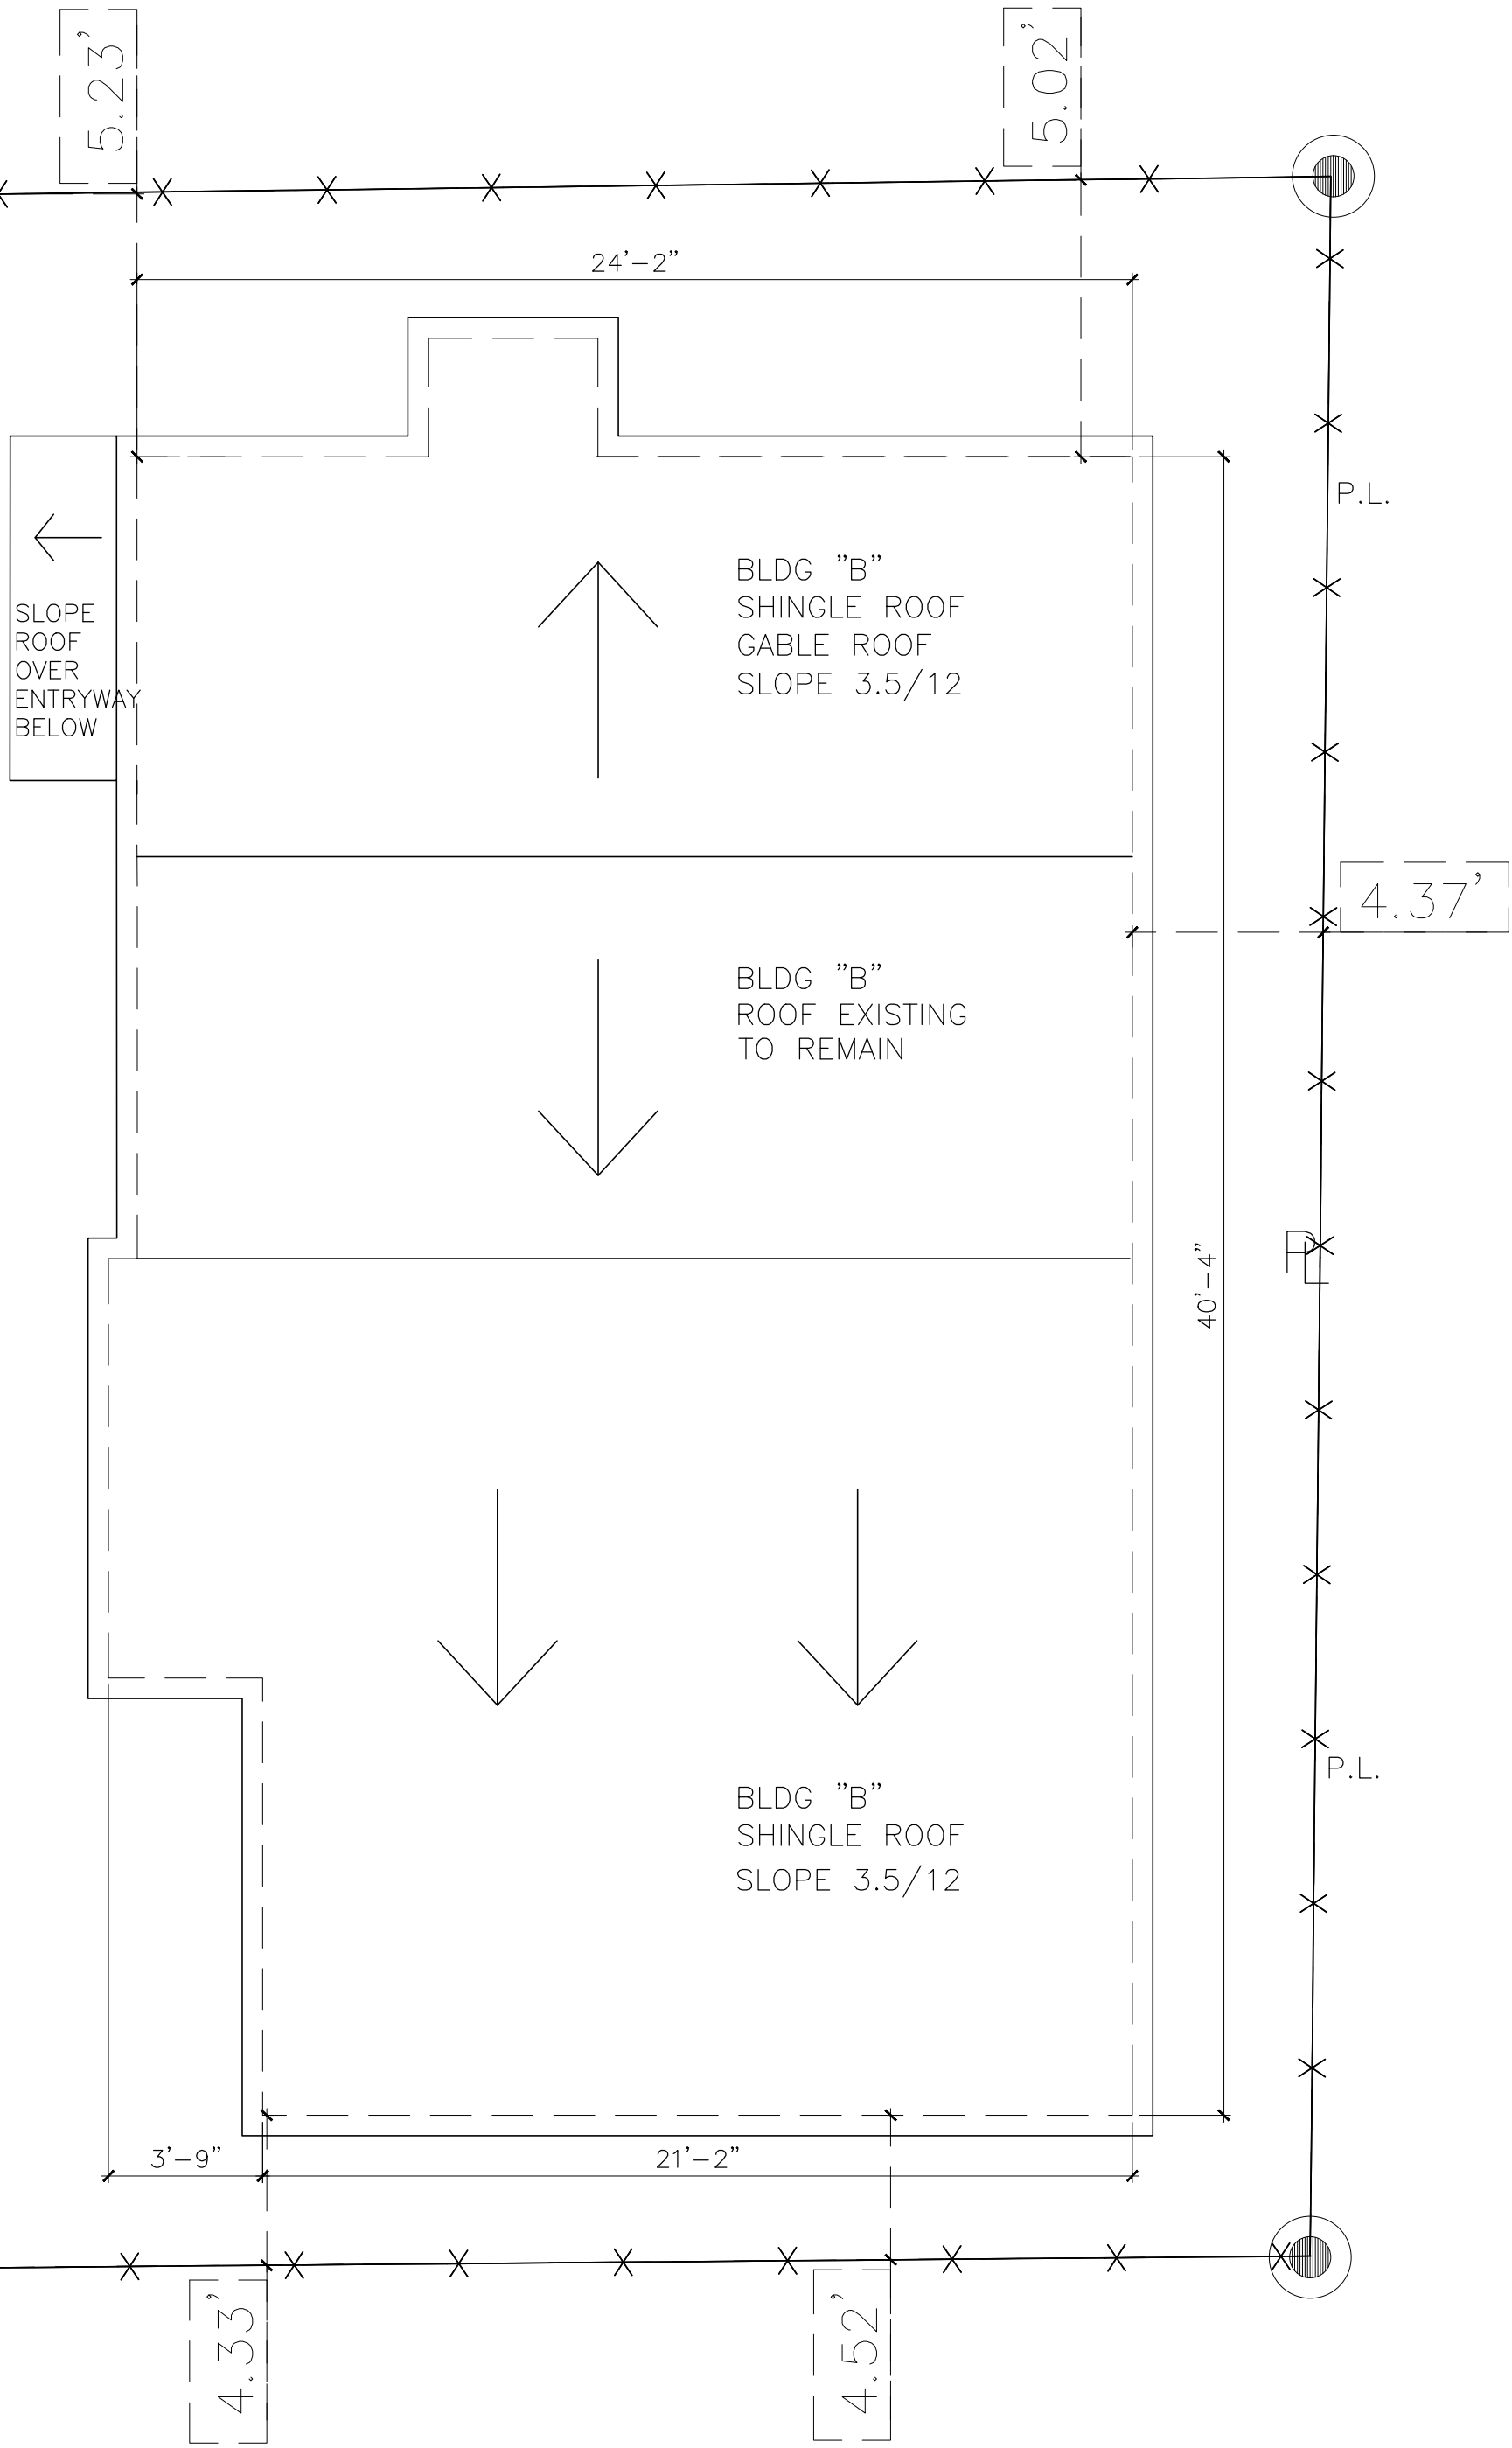 5.23'
5.02'
24'-2"
P.L.
BLDG "B"
SHINGLE ROOF
GABLE ROOF
SLOPE 3.5/12
SLOPE
ROOF
OVER
ENTRYWAY
BELOW
4.37'
BLDG "B"
ROOF EXISTING
TO REMAIN
PL
40'-4"
P.L.
BLDG "B"
SHINGLE ROOF
SLOPE 3.5/12
3'-9"
21'-2"
4.33'
4.52'